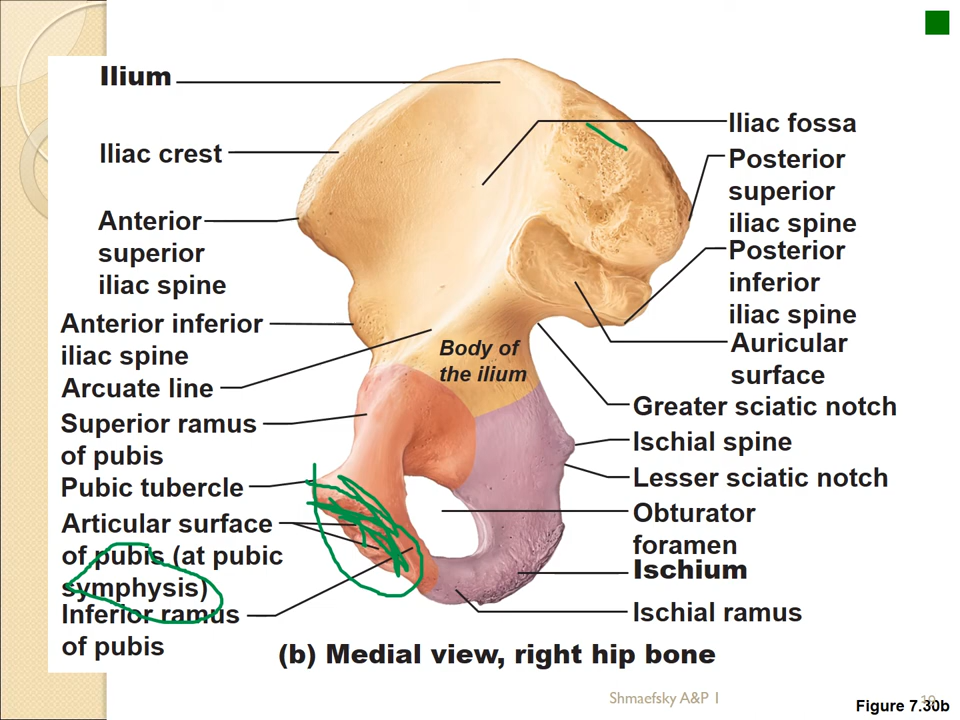 Ilium
Iliac crest
Anterior
superior
iliac spine
Anterior inferior
iliac spine
Arcuate line
Superior ramus
of pubis
Pubic tubercle
Articular surface
of pubis (at pubic
symphysis)
Inferior ramus
of pubis
Body of
the ilium
Iliac fossa
Posterior
superior
iliac spine
Posterior
inferior
iliac spine
Auricular
surface
Greater sciatic notch
Ischial spine
Lesser sciatic notch
Obturator
foramen
Ischium
Ischial ramus
(b) Medial view, right hip bone
Shmaefsky A&P 1
Figure 7.30b